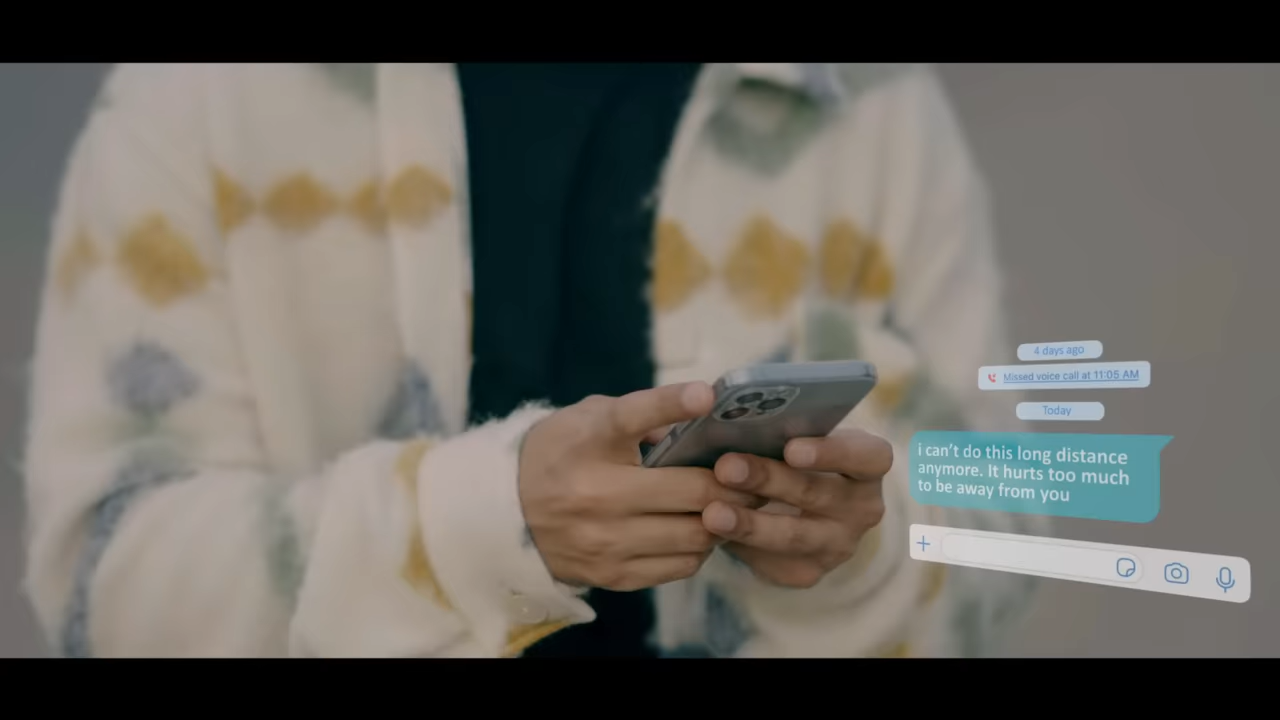 4 days ago
Missed voice call at 11:05 AM
Today
i can't do this long distance
anymore. It hurts too much
to be away from you